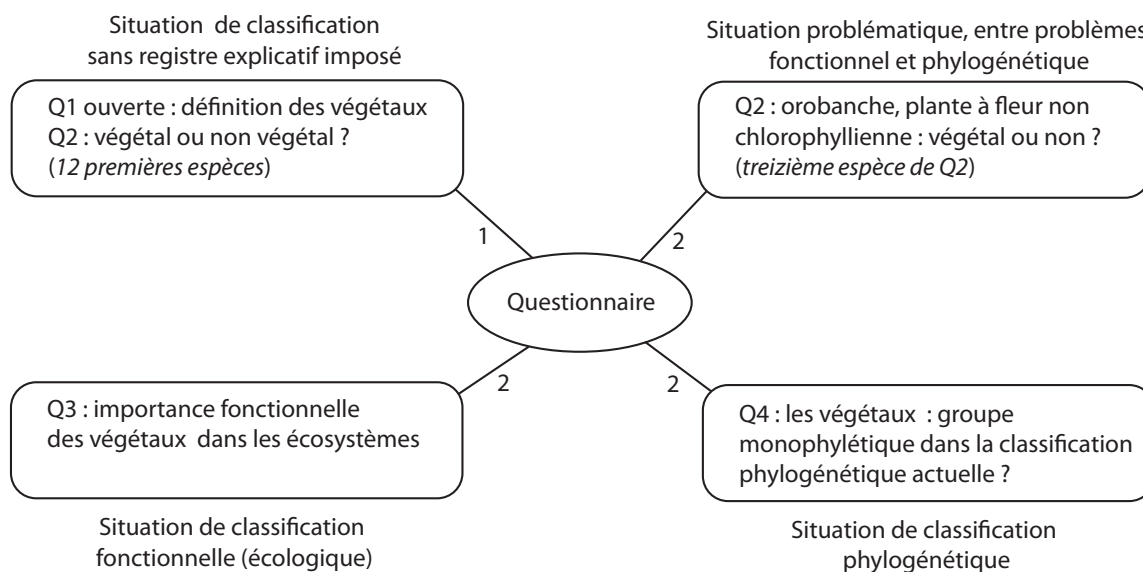 Situation de classification
sans registre explicatif imposé
Q1 ouverte : définition des végétaux
Q2 : végétal ou non végétal ?
(12 premières espèces)
Situation problématique, entre problèmes
fonctionnel et phylogénétique
Q2 : orobanche, plante à fleur non
chlorophyllienne : végétal ou non ?
(treizième espèce de Q2)
1
2
Questionnaire
2
2
Q3 : importance fonctionnelle
des végétaux dans les écosystèmes
Situation de classification
fonctionnelle (écologique)
Q4 : les végétaux : groupe
monophylétique dans la classification
phylogénétique actuelle ?
Situation de classification
phylogénétique